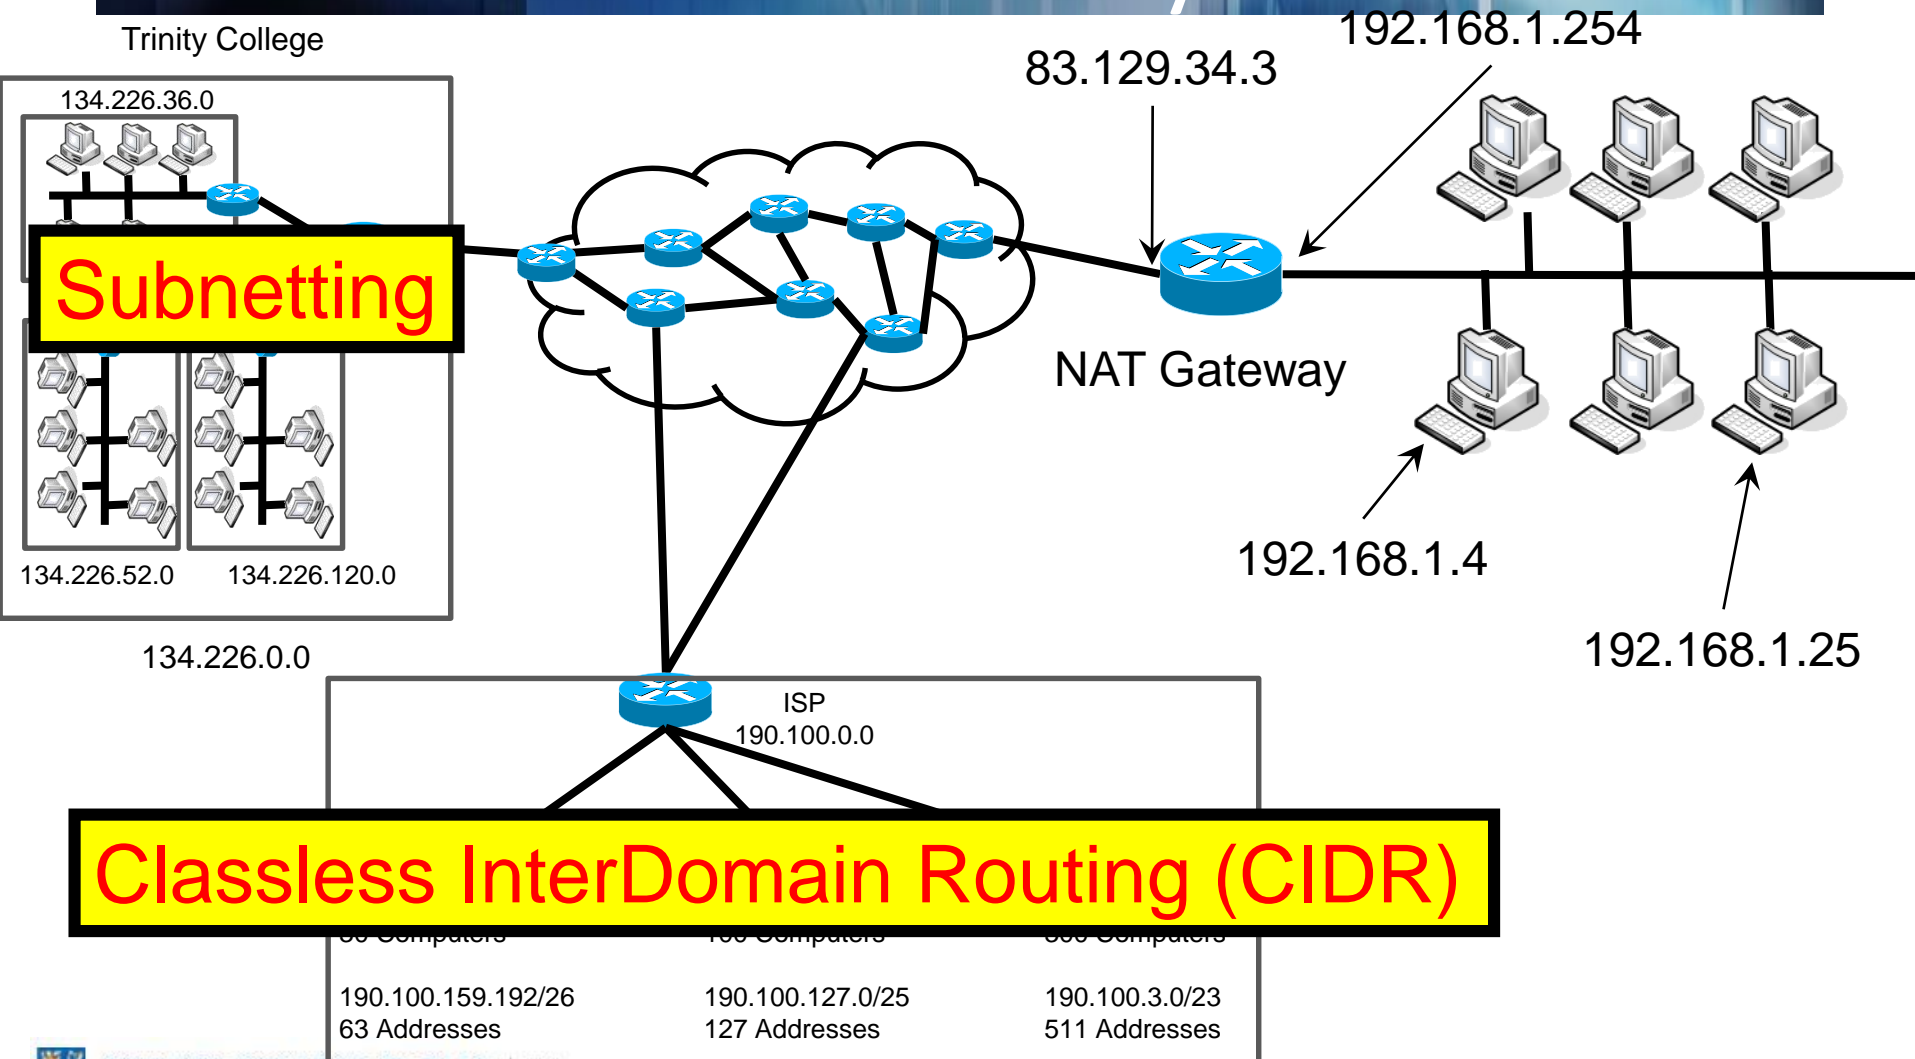 Trinity College
192.168.1.254
83.129.34.3
134.226.36.0
Subnetting
NAT Gateway
134.226.52.0
134.226.120.0
192.168.1.4
192.168.1.25
134.226.0.0
ISP
190.100.0.0
Classless InterDomain Routing (CIDR)
Computers
Computers
Computers
190.100.159.192/26
190.100.127.0/25
190.100.3.0/23
63 Addresses
127 Addresses
511 Addresses